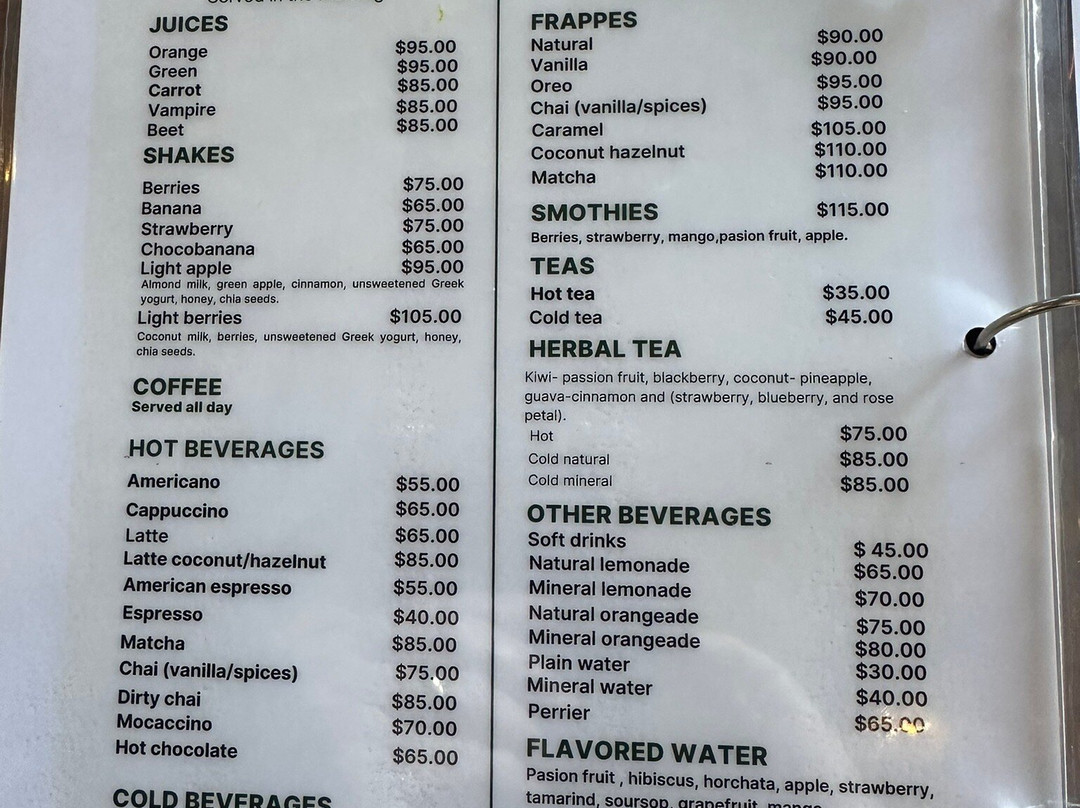 JUICES
Orange $95.00
Green $95.00
Carrot $85.00
Vampire $85.00
Beet $85.00
SHAKES
Berries $75.00
Banana $65.00
Strawberry $75.00
Chocobanana $65.00
Light apple $95.00
Almond milk, green apple, cinnamon, unsweetened Greek
yogurt, honey, chia seeds.
Light berries $105.00
Coconut milk, berries, unsweetened Greek yogurt, honey,
chia seeds.
COFFEE
Served all day
HOT BEVERAGES
Americano $55.00
Cappuccino $65.00
Latte $65.00
Latte coconut/hazelnut $85.00
American espresso $55.00
Espresso $40.00
Matcha $85.00
Chai (vanilla/spices) $75.00
Dirty chai $85.00
Mocaccino $70.00
Hot chocolate $65.00
COLD BEVERAGES
FRAPPES
Natural $90.00
Vanilla $90.00
Oreo $95.00
Chai (vanilla/spices) $95.00
Caramel $105.00
Coconut hazelnut $110.00
Matcha $110.00
SMOTHIES $115.00
Berries, strawberry, mango,pasion fruit, apple.
TEAS
Hot tea $35.00
Cold tea $45.00
HERBAL TEA
Kiwi- passion fruit, blackberry, coconut- pineapple,
guava-cinnamon and (strawberry, blueberry, and rose
petal).
Hot $75.00
Cold natural $85.00
Cold mineral $85.00
OTHER BEVERAGES
Soft drinks $ 45.00
Natural lemonade $65.00
Mineral lemonade $70.00
Natural orangeade $75.00
Mineral orangeade $80.00
Plain water $30.00
Mineral water $40.00
Perrier $65.00
FLAVORED WATER
Pasion fruit , hibiscus, horchata, apple, strawberry,
tamarind, soursop, grapefruit, mango